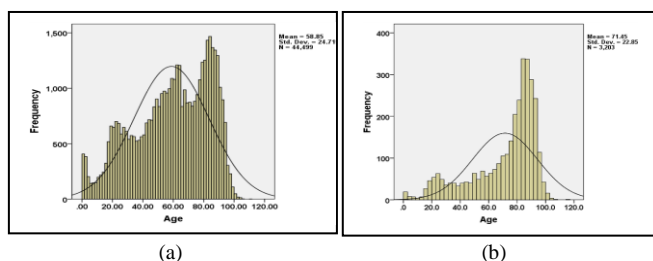 Mean = 58.85
Std. Dev. = 24.71
N = 44,499
1,500
1,000
500
0
Frequency
.00 20.00 40.00 60.00 80.00 100.00 120.00
Age
(a)
Mean = 71.45
Std. Dev. = 22.85
N = 3,203
400
300
200
100
0
Frequency
.0 20.0 40.0 60.0 80.0 100.0 120.0
Age
(b)